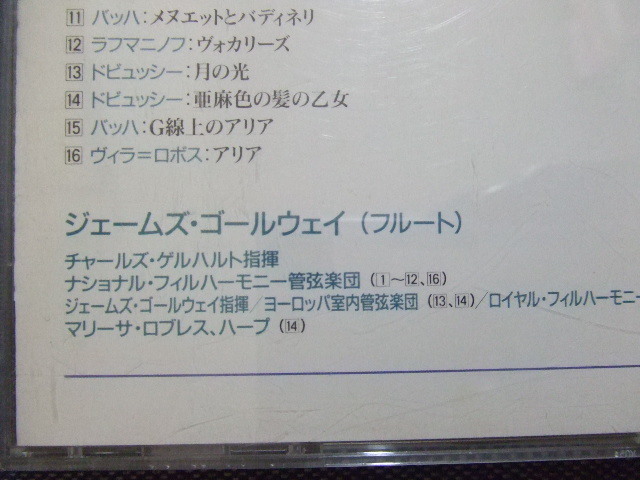 11 バッハ:メヌエットとバディネリ
12 ラフマニノフ:ヴォカリーズ
13 ドビュッシー:月の光
14 ドビュッシー:亜麻色の髪の乙女
15 バッハ:G線上のアリア
16 ヴィラ=ロボス:アリア
ジェームズ・ゴールウェイ(フルート)
チャールズ・ゲルハルト指揮
ナショナル・フィルハーモニー管弦楽団(1〜12、16)
ジェームズ・ゴールウェイ指揮/ヨーロッパ室内管弦楽団(13、14)/ロイヤル・フィルハーモニー
マリーサ・ロブレス、ハープ(14)